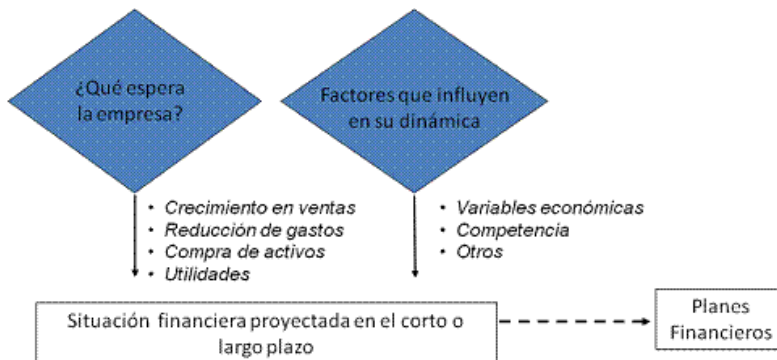 ¿Qué espera
la empresa?
Factores que influyen
en su dinámica
• Crecimiento en ventas
• Reducción de gastos
• Compra de activos
• Utilidades
• Variables económicas
• Competencia
• Otros
Situación financiera proyectada en el corto o
largo plazo
Planes
Financieros